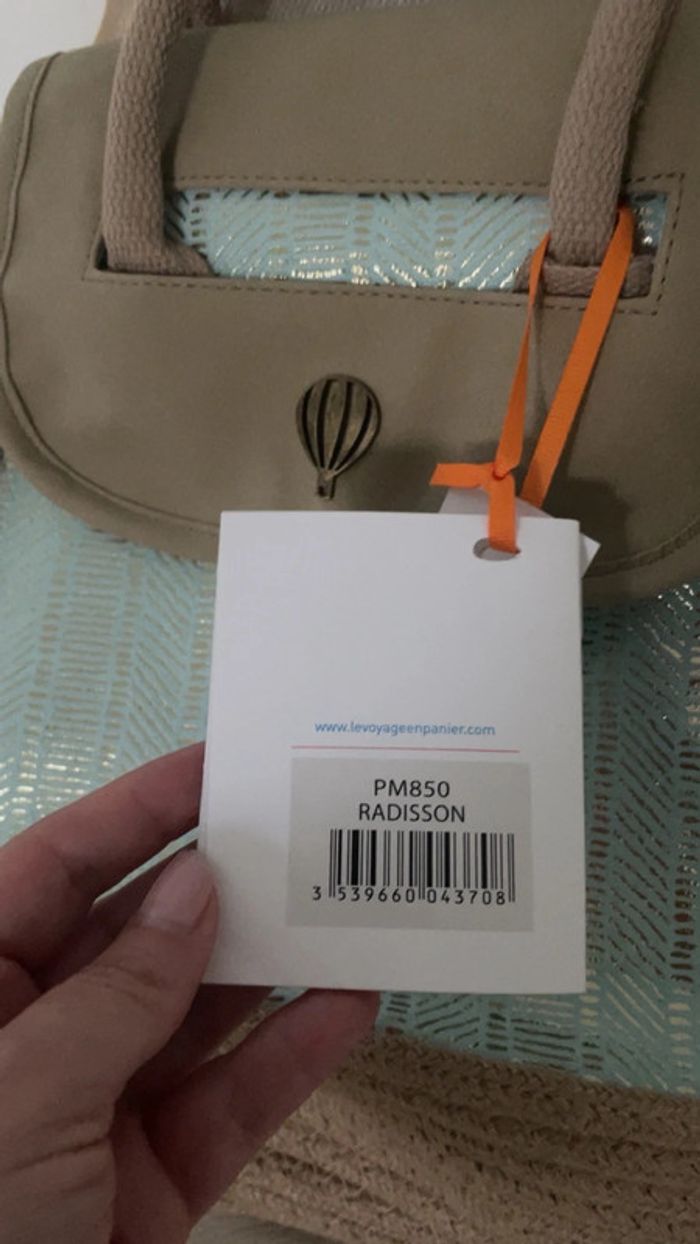 www.levoyageenpanier.com
PM850
RADISSON
3 539660 043708